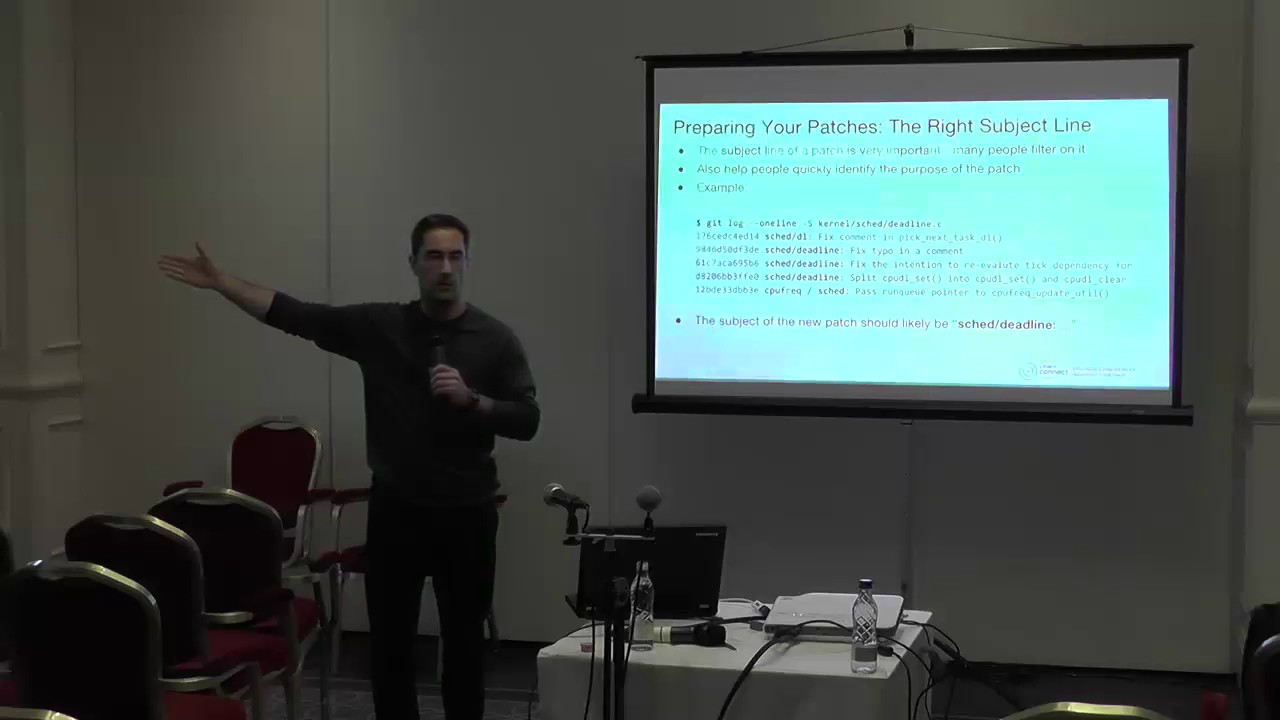 Preparing Your Patches: The Right Subject Line
• The subject line of a patch is very important many people filter on it
• Also help people quickly identify the purpose of the patch
• Example
$ git log --oneline -5 kernel/sched/deadline.c
176cedc4ed14 sched/dl: Fix comment in pick_next_task_dl()
9846d50df3de sched/deadline: Fix typo in a comment
61c7aca695b6 sched/deadline: Fix the intention to re-evaluate tick dependency for
d8206bb3ffe0 sched/deadline: Split cpudl_set() into cpudl_set() and cpudl_clear
12bde33dbb3e cpufreq / sched: Pass runqueue pointer to cpufreq_update_util()
• The subject of the new patch should likely be "sched/deadline: ..."
connect